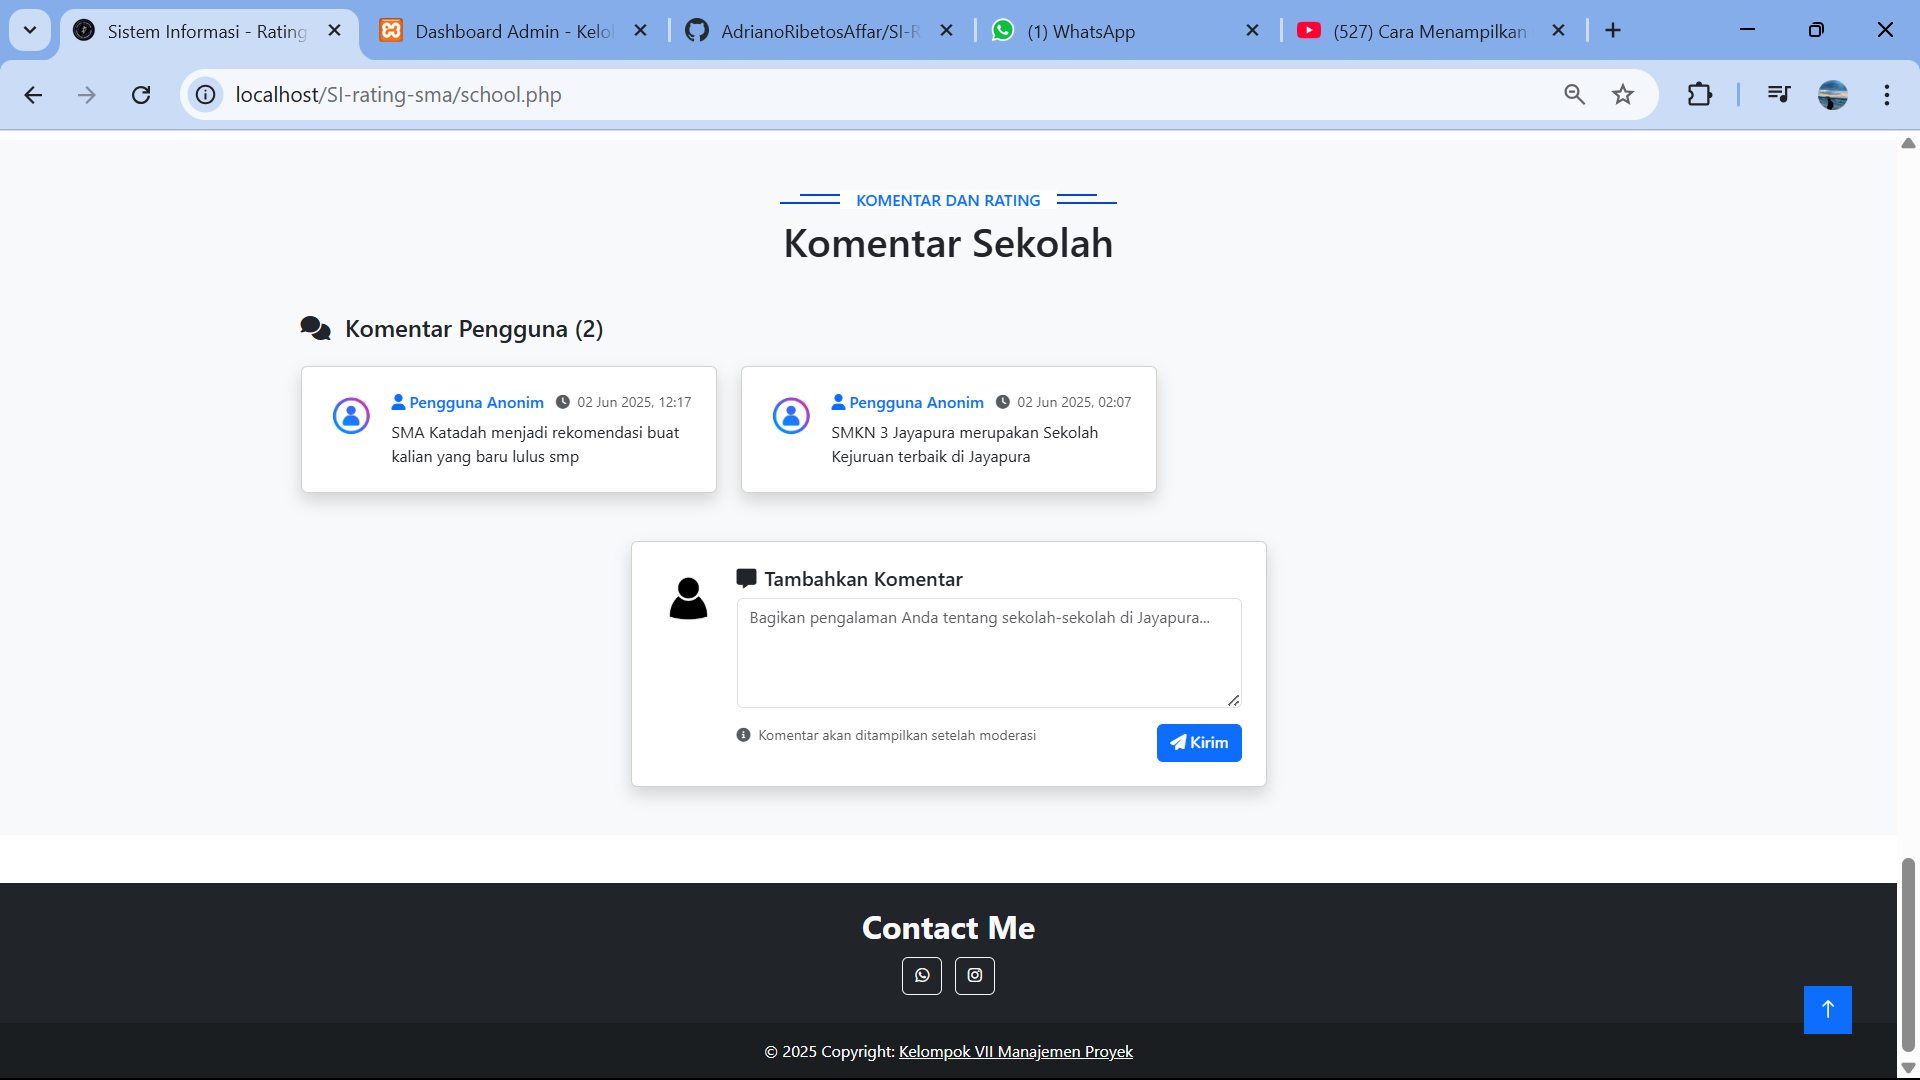 Sistem Informasi - Rating
Dashboard Admin - Kelol
AdrianoRibetosAffar/SI-R
(1) WhatsApp
(527) Cara Menampilkan
localhost/SI-rating-sma/school.php
KOMENTAR DAN RATING
Komentar Sekolah
Komentar Pengguna (2)
Pengguna Anonim 02 Jun 2025, 12:17
SMA Katadah menjadi rekomendasi buat
kalian yang baru lulus smp
Pengguna Anonim 02 Jun 2025, 02:07
SMKN 3 Jayapura merupakan Sekolah
Kejuruan terbaik di Jayapura
Tambahkan Komentar
Bagikan pengalaman Anda tentang sekolah-sekolah di Jayapura...
Komentar akan ditampilkan setelah moderasi
Kirim
Contact Me
© 2025 Copyright: Kelompok VII Manajemen Proyek